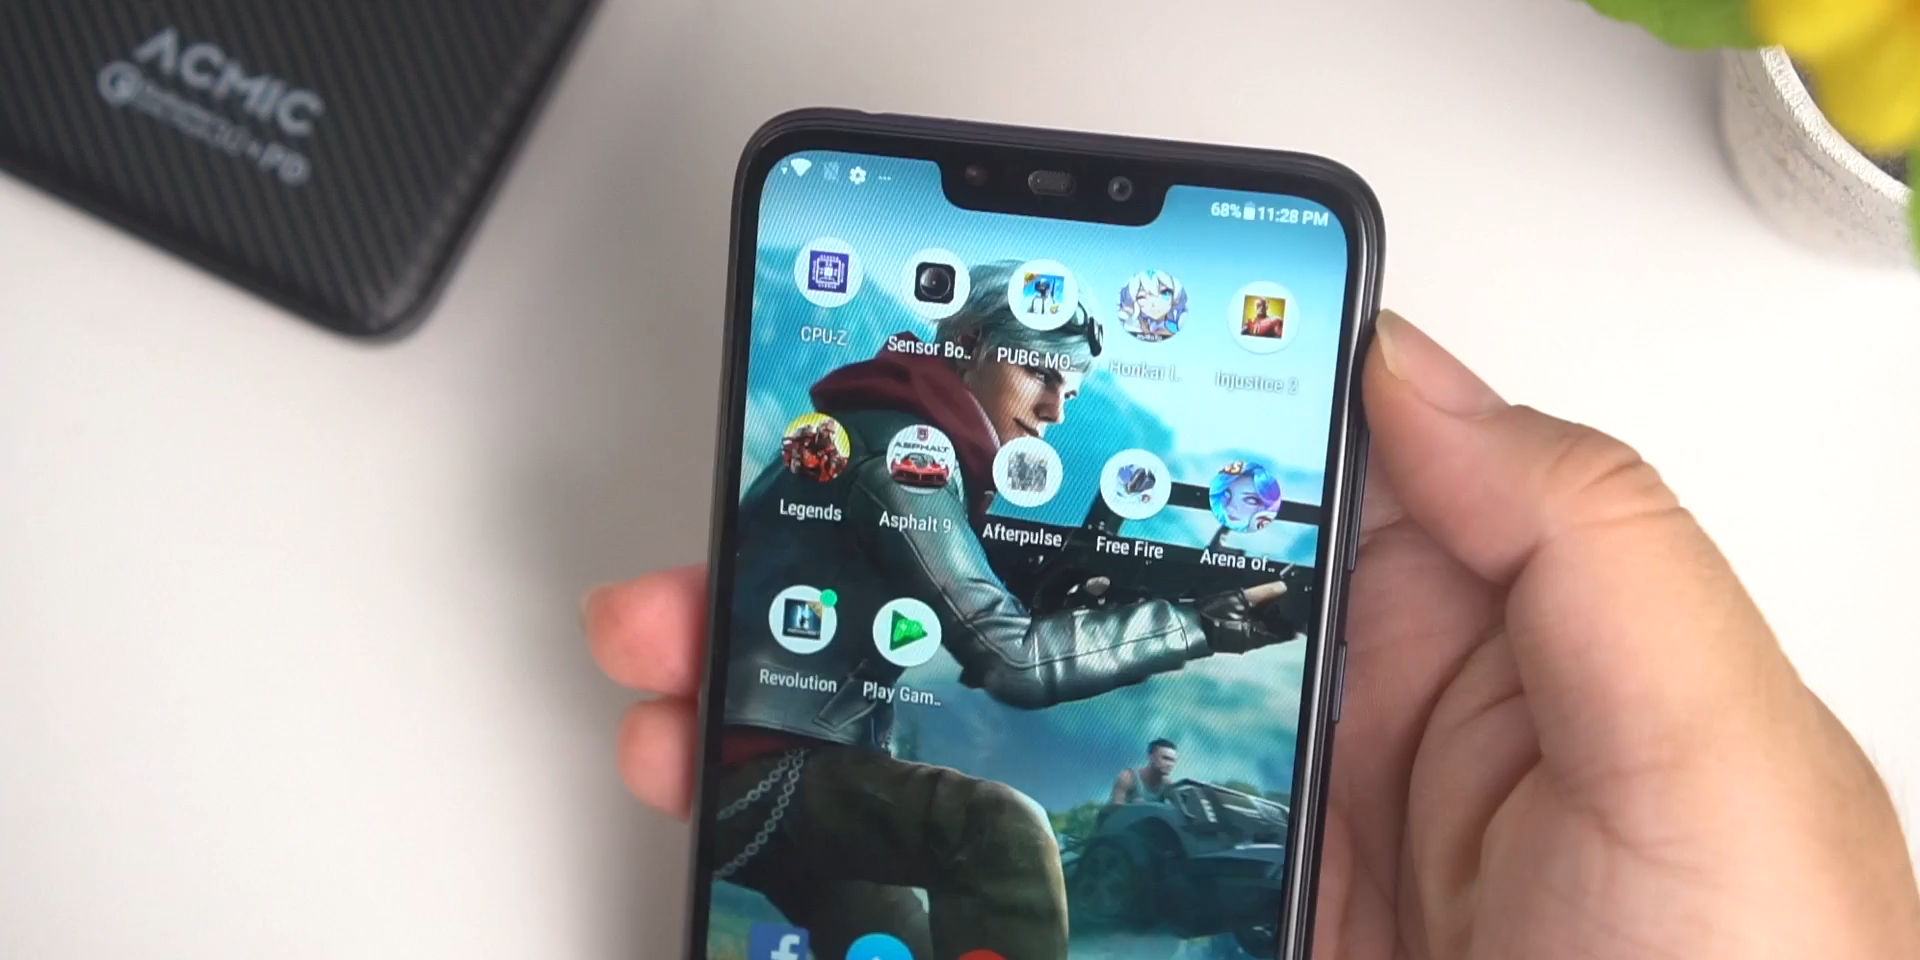 ACMIC
+PD
68% 11:28 PM
CPU-Z
Sensor Bo..
PUBG MO..
Honkai I..
Injustice 2
ASPHALT
Legends
Asphalt 9
Afterpulse
Free Fire
Arena of..
Revolution
Play Gam..
f